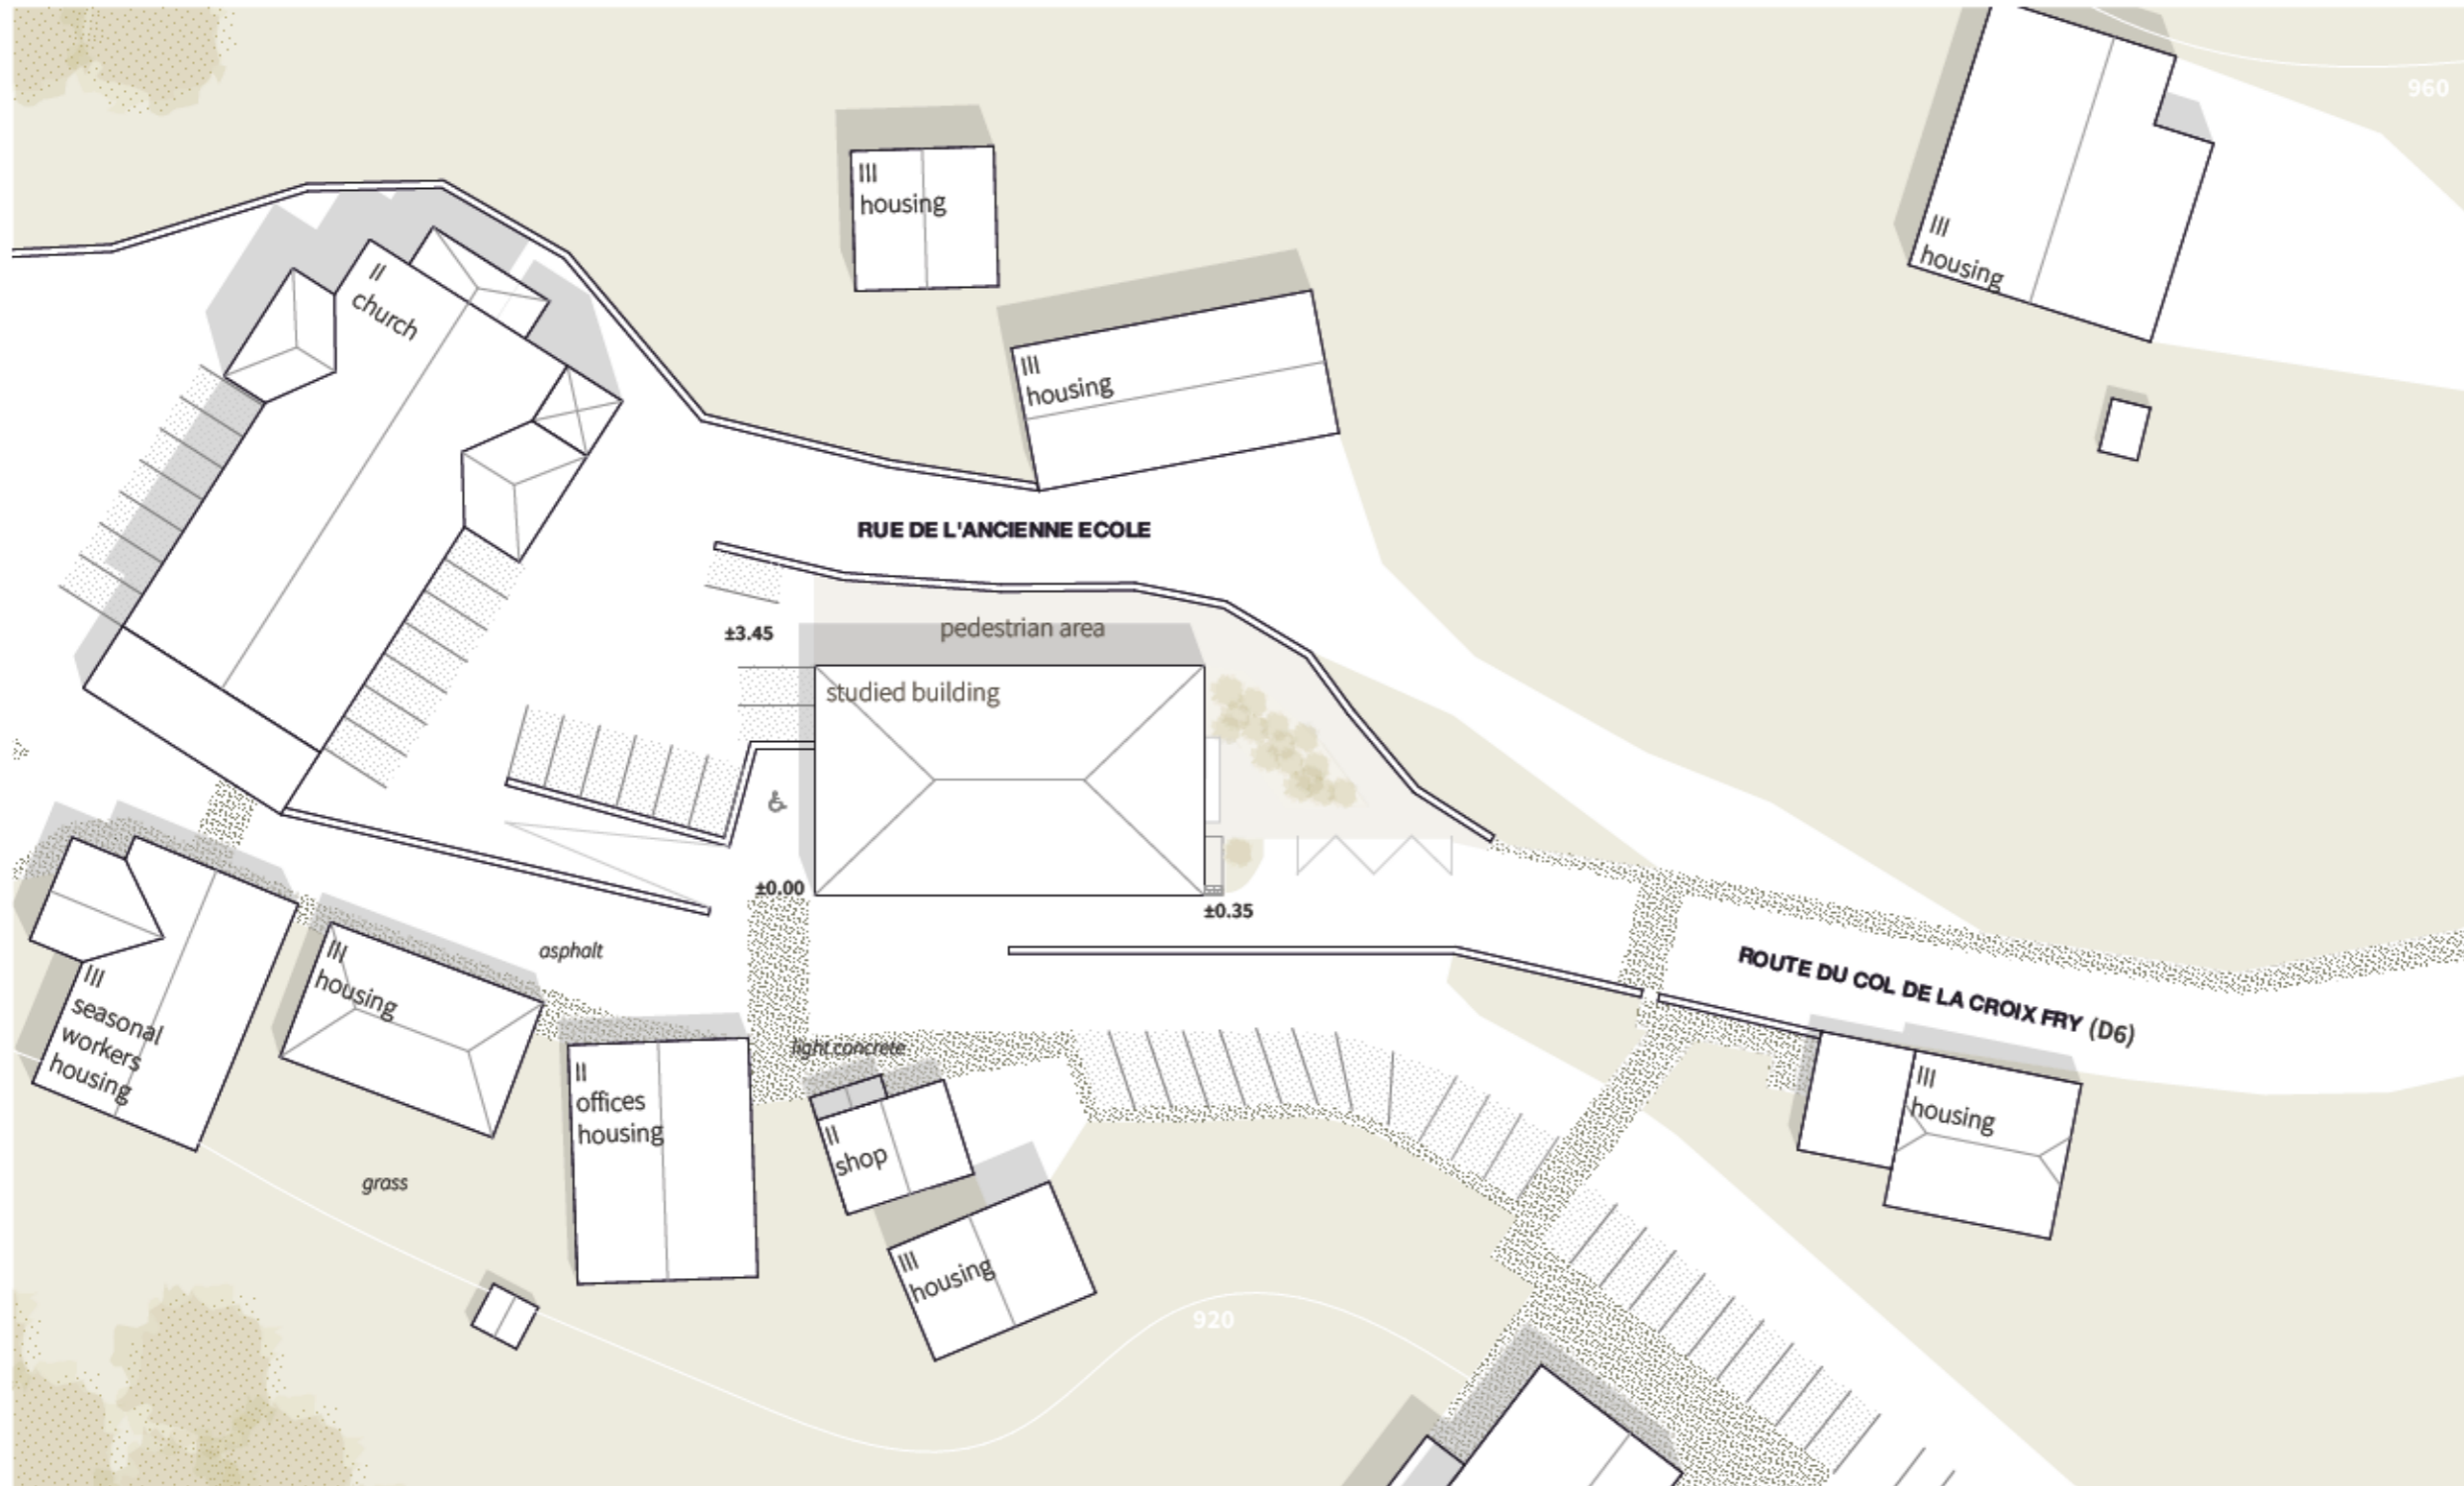 960
III
housing
III
housing
II
church
III
housing
RUE DE L'ANCIENNE ECOLE
pedestrian area
±3.45
studied building
±0.00
±0.35
asphalt
ROUTE DU COL DE LA CROIX FRY (D6)
III
seasonal
workers
housing
III
housing
light concrete
II
offices
housing
II
shop
III
housing
grass
III
housing
920